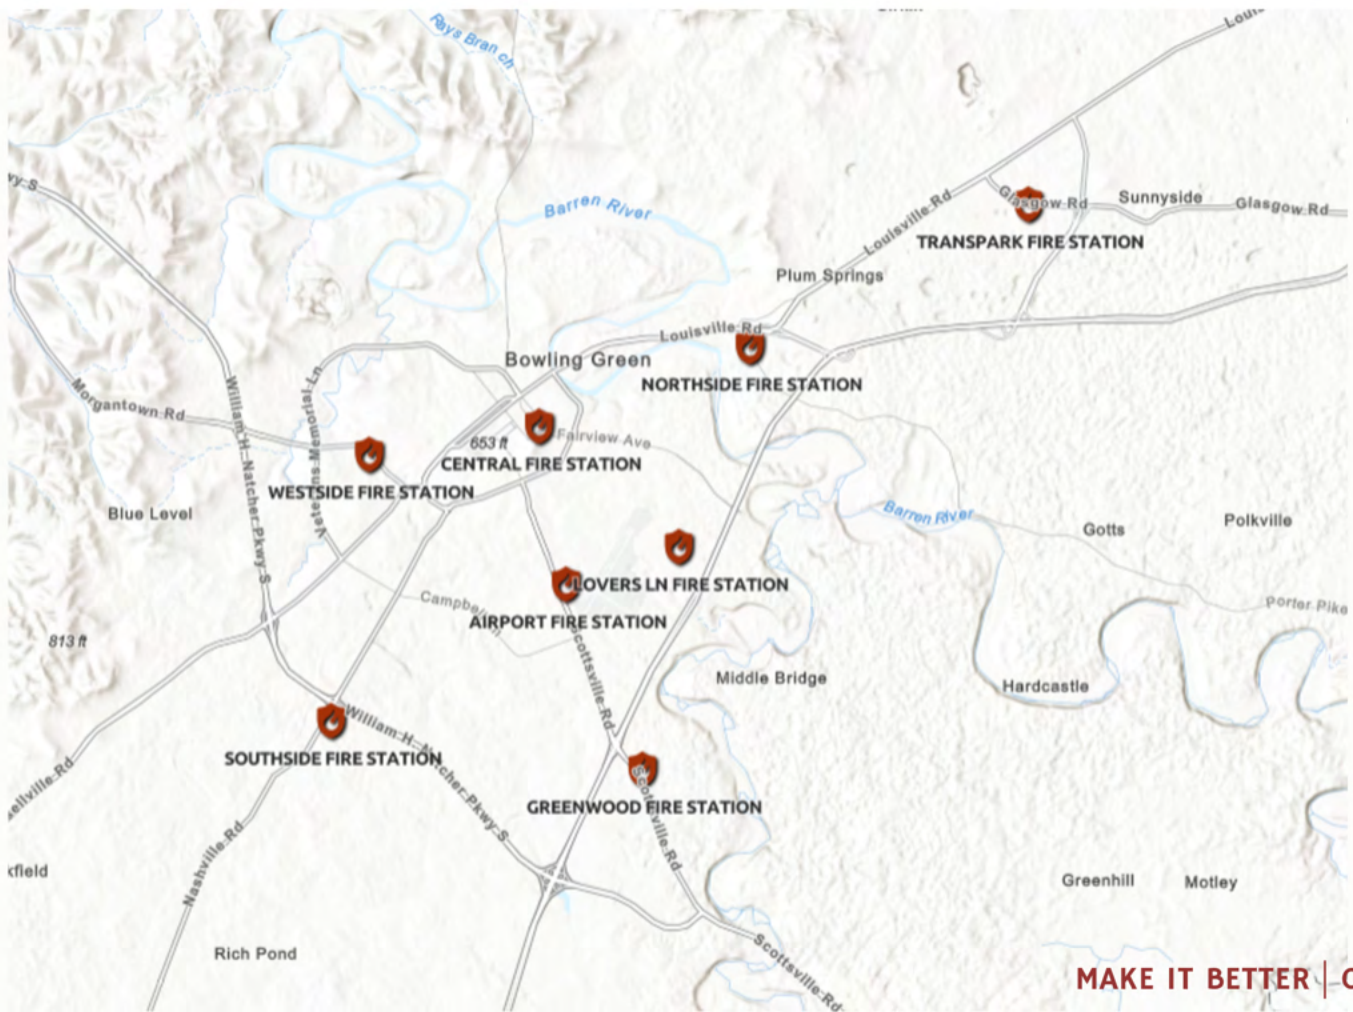 Rays Branch
Barren River
Louisville Rd
Glasgow Rd
Sunnyside
Glasgow Rd
TRANSPARK FIRE STATION
Plum Springs
Louisville Rd
Bowling Green
NORTHSIDE FIRE STATION
Morgantown Rd
William H. Natcher Pkwy S
Veterans Memorial Ln
653 ft
Fairview Ave
CENTRAL FIRE STATION
WESTSIDE FIRE STATION
Blue Level
Barren River
Gotts
Polkville
LOVERS LN FIRE STATION
AIRPORT FIRE STATION
Campbell Ln
Porter Pike
813 ft
Scottsville Rd
Middle Bridge
Hardcastle
William H. Natcher Pkwy S
SOUTHSIDE FIRE STATION
GREENWOOD FIRE STATION
Scottsville Rd
Nashville Rd
Greenhill
Motley
Rich Pond
Scottsville Rd
MAKE IT BETTER